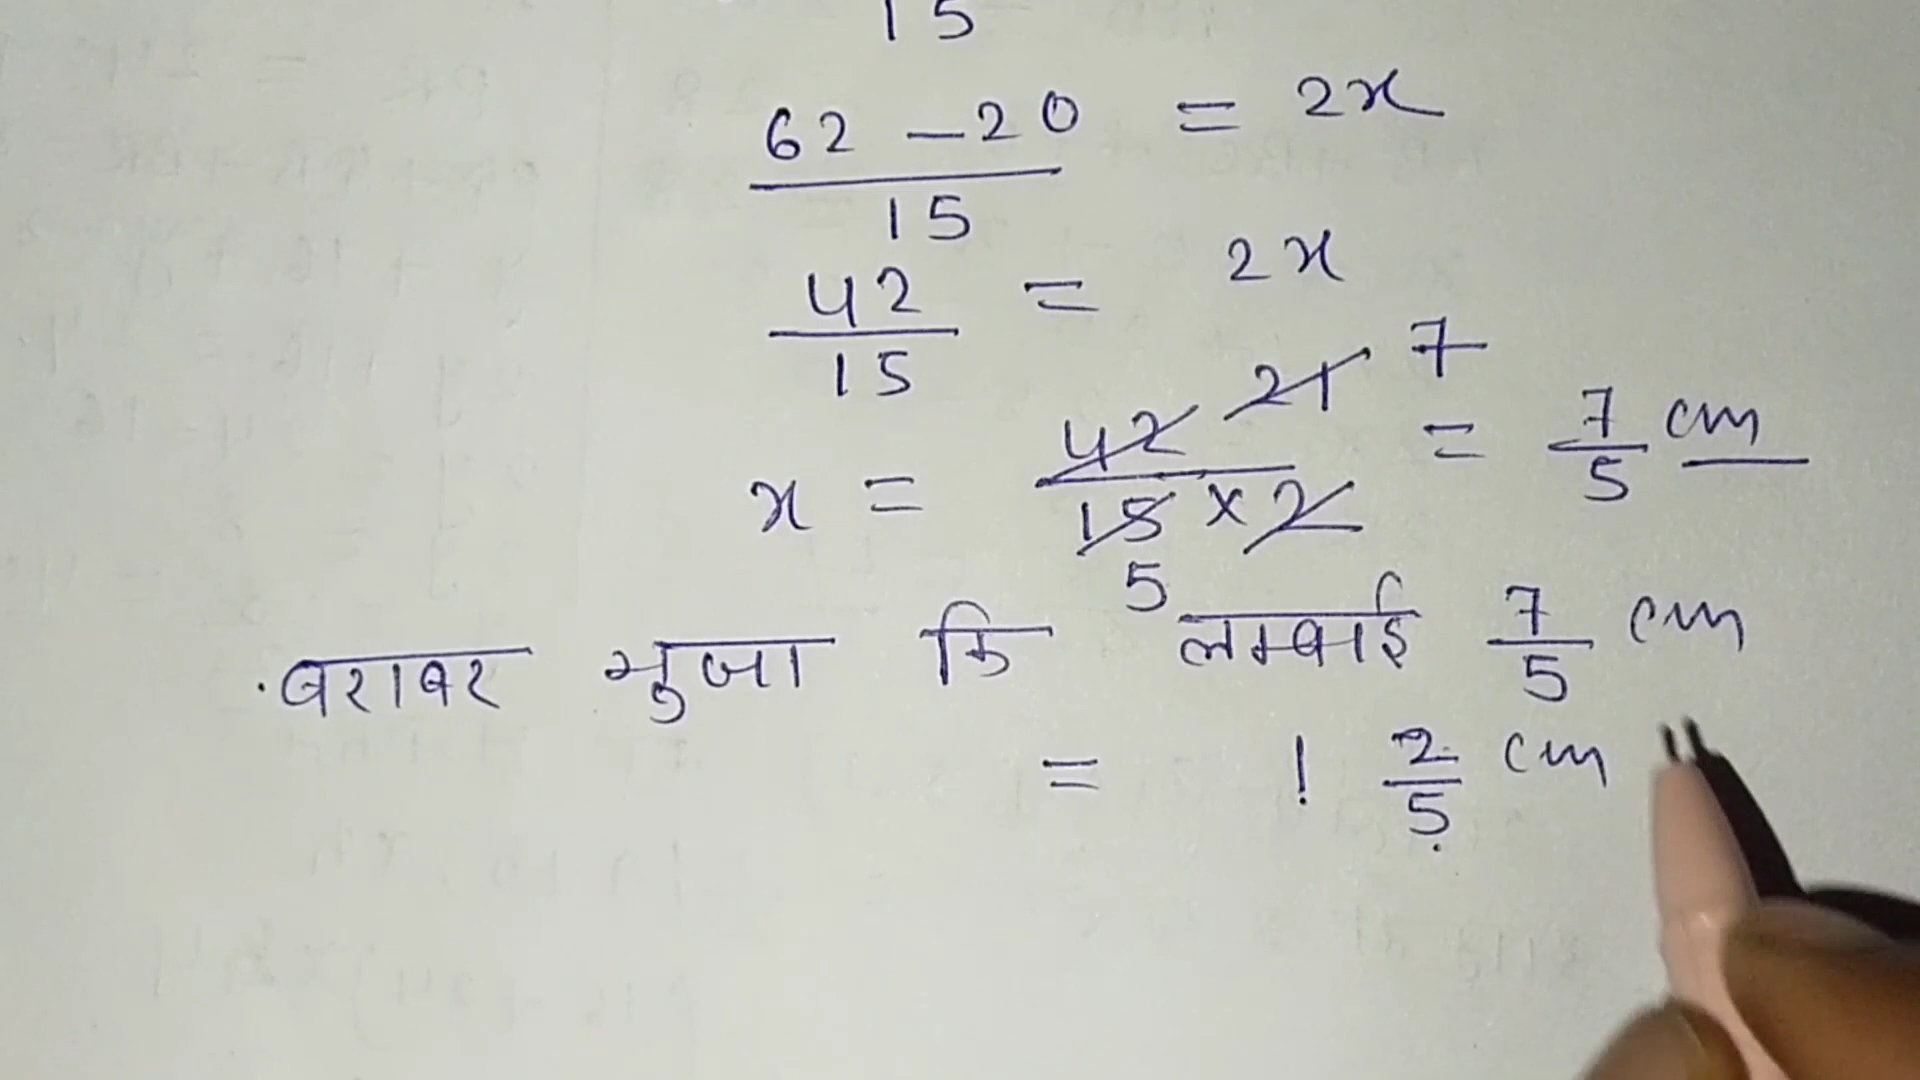 15
62 - 20 = 2x
15
42 = 2x
15
21 7
x = 42 = 7 cm
15 × 2 5
5
बराबर भुजा कि लम्बाई 7 cm
5
= 1 2 cm
5